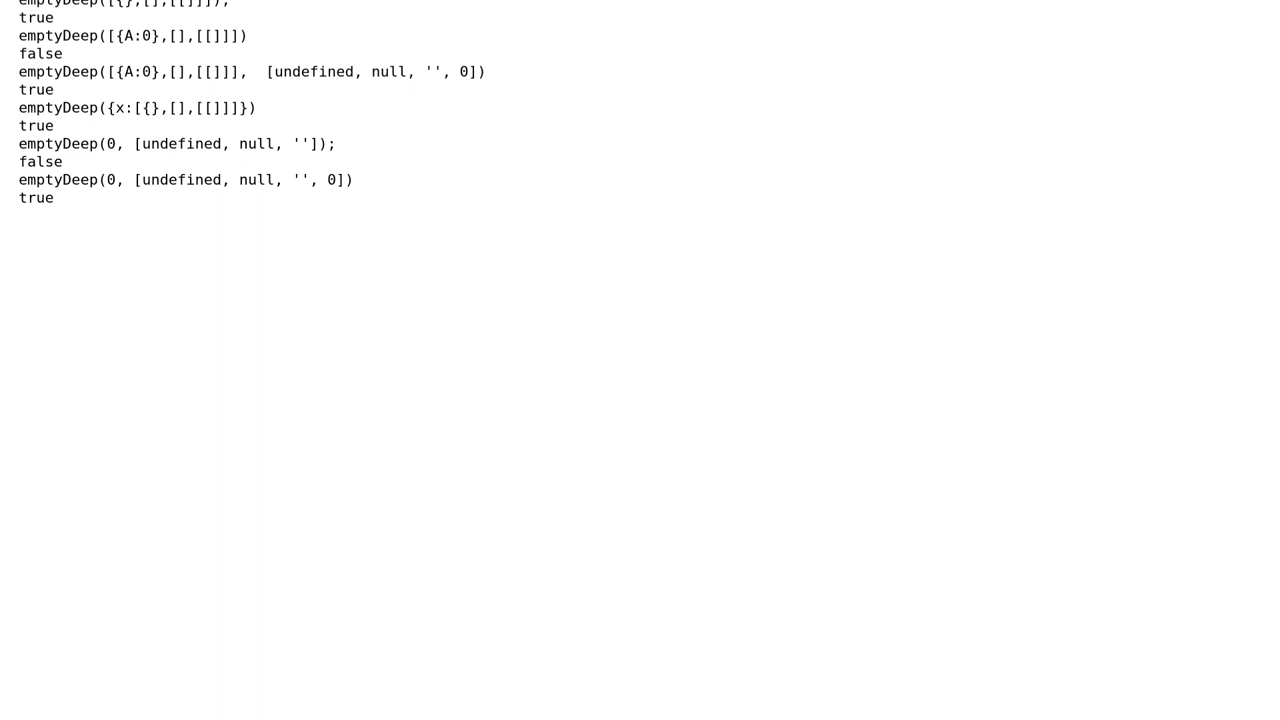 emptyDeep([{},[],[[]]]);
true
emptyDeep([{A:0},[],[[]]])
false
emptyDeep([{A:0},[],[[]]],  [undefined, null, '', 0])
true
emptyDeep({x:[{},[],[[]]]})
true
emptyDeep(0, [undefined, null, '']);
false
emptyDeep(0, [undefined, null, '', 0])
true